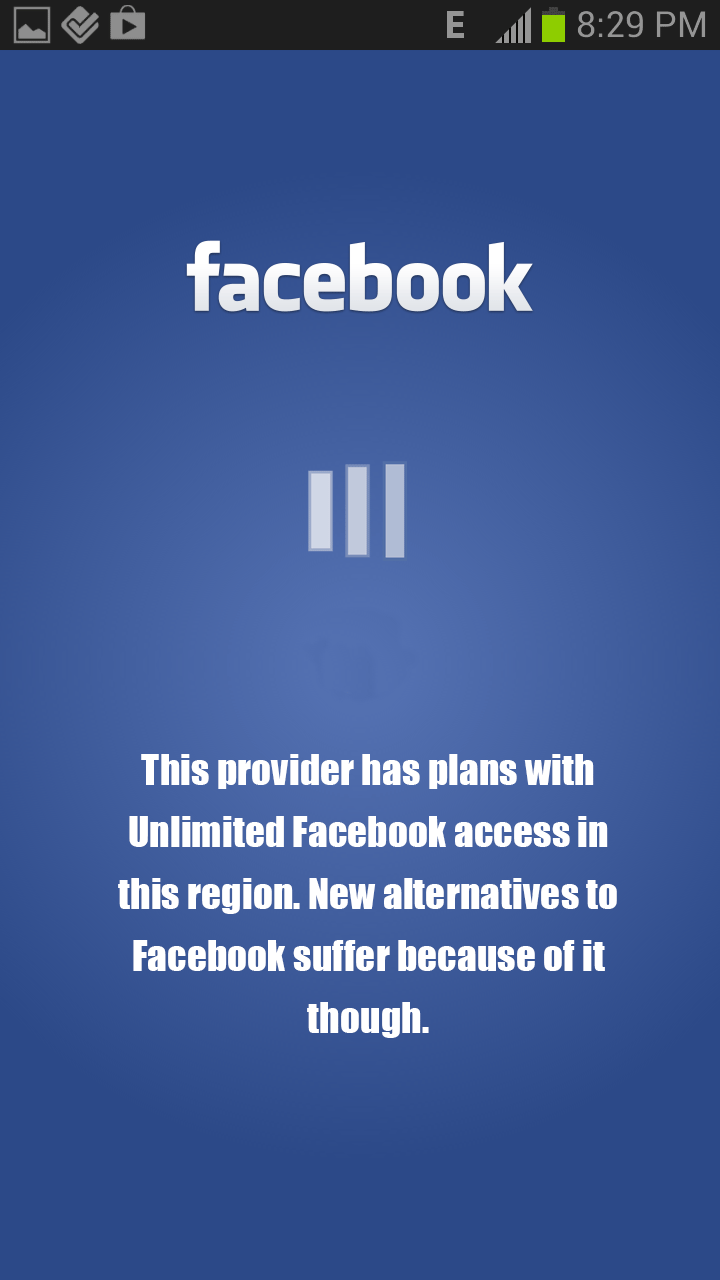 E 8:29 PM
facebook
This provider has plans with
Unlimited Facebook access in
this region. New alternatives to
Facebook suffer because of it
though.